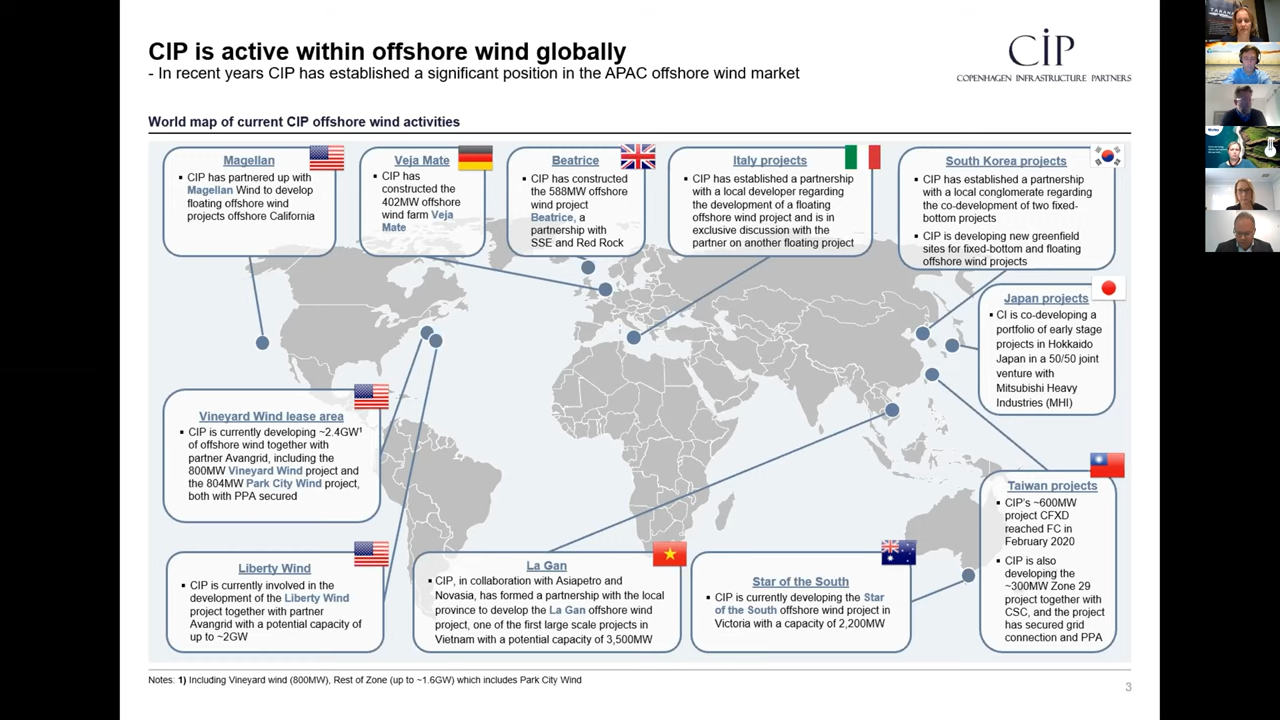 CIP is active within offshore wind globally
- In recent years CIP has established a significant position in the APAC offshore wind market
CIP
COPENHAGEN INFRASTRUCTURE PARTNERS
World map of current CIP offshore wind activities
Magellan
▪ CIP has partnered up with
Magellan Wind to develop
floating offshore wind
projects offshore California
Veja Mate
▪ CIP has
constructed the
402MW offshore
wind farm Veja
Mate
Beatrice
▪ CIP has constructed
the 588MW offshore
wind project
Beatrice, a
partnership with
SSE and Red Rock
Italy projects
▪ CIP has established a partnership
with a local developer regarding
the development of a floating
offshore wind project and is in
exclusive discussion with the
partner on another floating project
South Korea projects
▪ CIP has established a partnership
with a local conglomerate regarding
the co-development of two fixed-
bottom projects
▪ CIP is developing new greenfield
sites for fixed-bottom and floating
offshore wind projects
Japan projects
▪ CI is co-developing a
portfolio of early stage
projects in Hokkaido
Japan in a 50/50 joint
venture with
Mitsubishi Heavy
Industries (MHI)
Vineyard Wind lease area
▪ CIP is currently developing ~2.4GW¹
of offshore wind together with
partner Avangrid, including the
800MW Vineyard Wind project and
the 804MW Park City Wind project,
both with PPA secured
Taiwan projects
▪ CIP's ~600MW
project CFXD
reached FC in
February 2020
▪ CIP is also
developing the
~300MW Zone 29
project together with
CSC, and the project
has secured grid
connection and PPA
Liberty Wind
▪ CIP is currently involved in the
development of the Liberty Wind
project together with partner
Avangrid with a potential capacity of
up to ~2GW
La Gan
▪ CIP, in collaboration with Asiapetro and
Novasia, has formed a partnership with the local
province to develop the La Gan offshore wind
project, one of the first large scale projects in
Vietnam with a potential capacity of 3,500MW
Star of the South
▪ CIP is currently developing the Star
of the South offshore wind project in
Victoria with a capacity of 2,200MW
Notes: 1) Including Vineyard wind (800MW), Rest of Zone (up to ~1.6GW) which includes Park City Wind
3